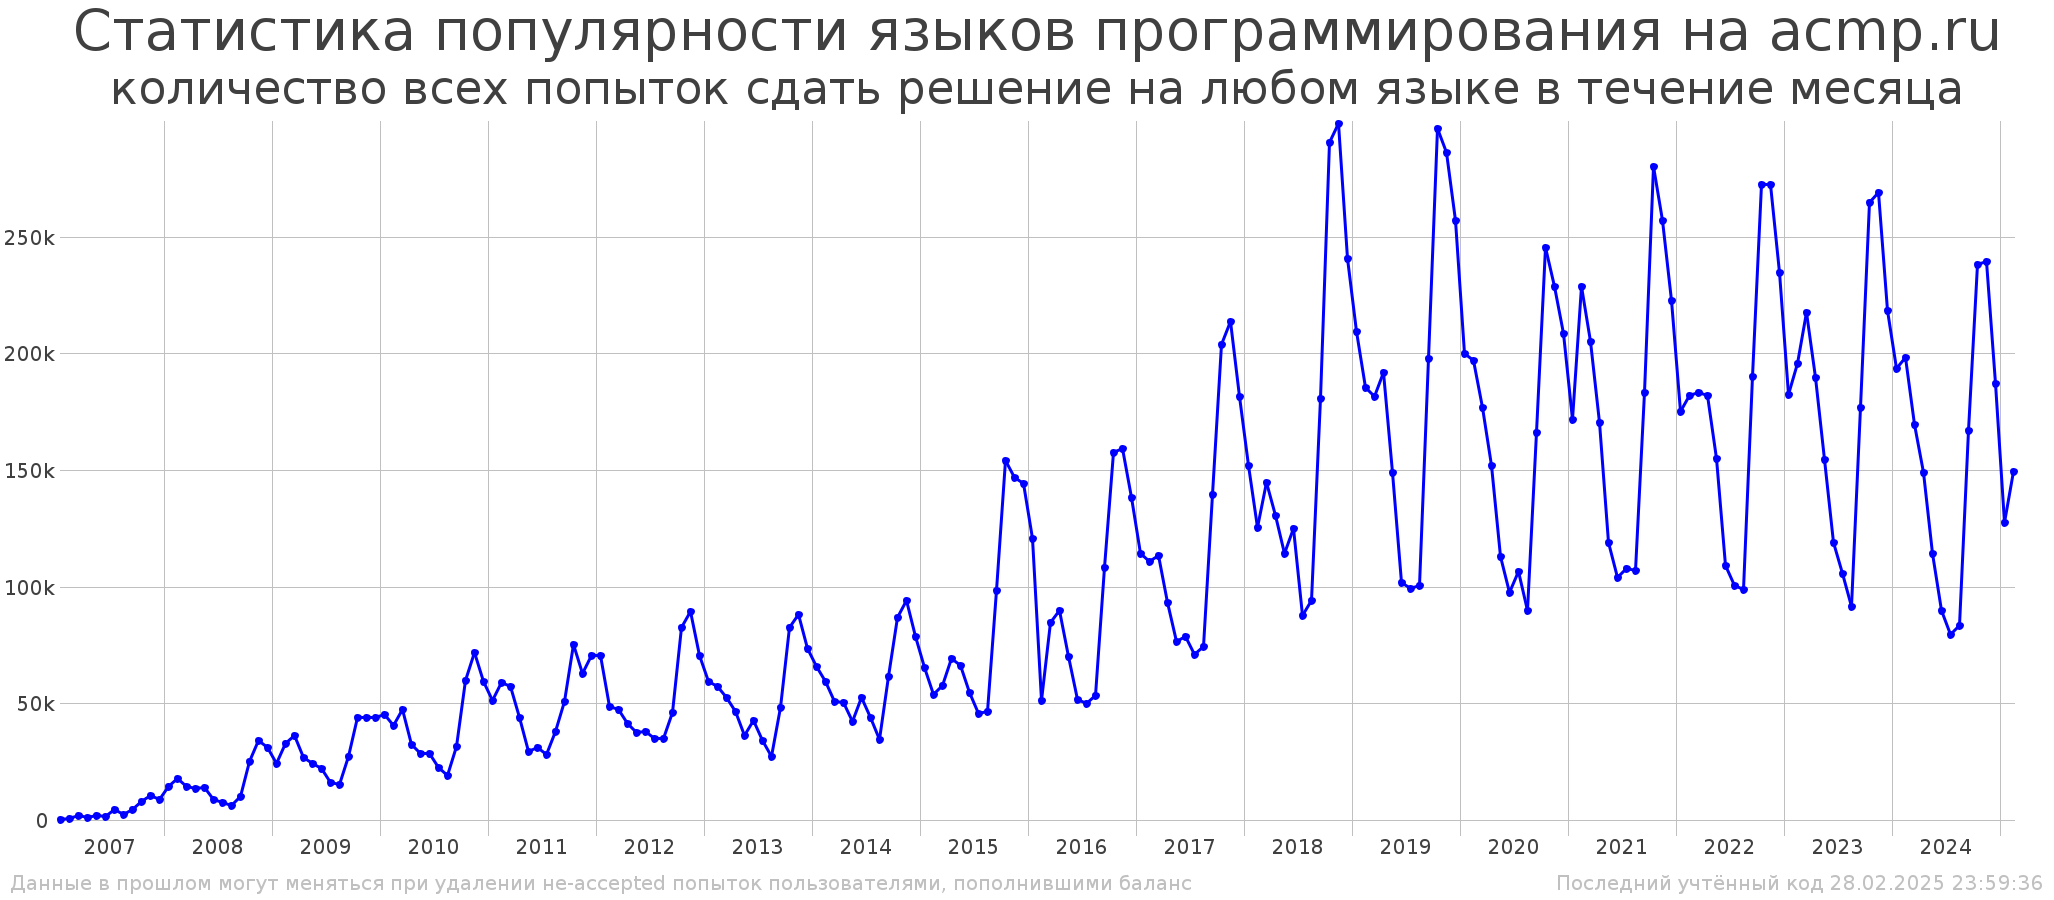 Статистика популярности языков программирования на acmp.ru
количество всех попыток сдать решение на любом языке в течение месяца
250k
200k
150k
100k
50k
0
2007 2008 2009 2010 2011 2012 2013 2014 2015 2016 2017 2018 2019 2020 2021 2022 2023 2024
Данные в прошлом могут меняться при удалении не-accepted попыток пользователями, пополнившими баланс
Последний учтённый код 28.02.2025 23:59:36